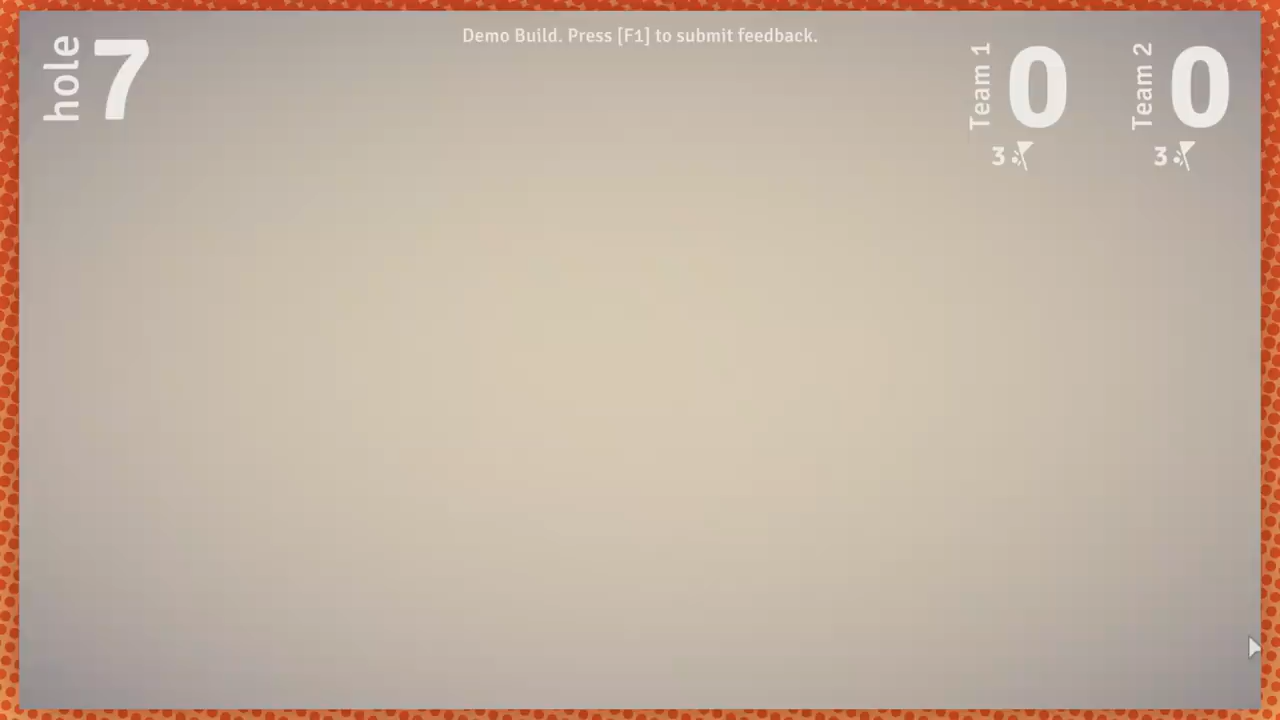 hole 7
Demo Build. Press [F1] to submit feedback.
Team 1 0
3
Team 2 0
3